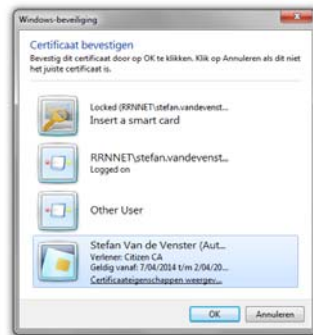 Windows-beveiliging
Certificaat bevestigen
Bevestig dit certificaat door op OK te klikken. Klik op Annuleren als dit niet
het juiste certificaat is.
Locked (RRNNET\stefan.vandevenst...
Insert a smart card
RRNNET\stefan.vandevenst...
Logged on
Other User
Stefan Van de Venster (Aut...
Verlener: Citizen CA
Geldig vanaf: 7/04/2014 t/m 2/04/20...
Certificaateigenschappen weergev...
OK
Annuleren